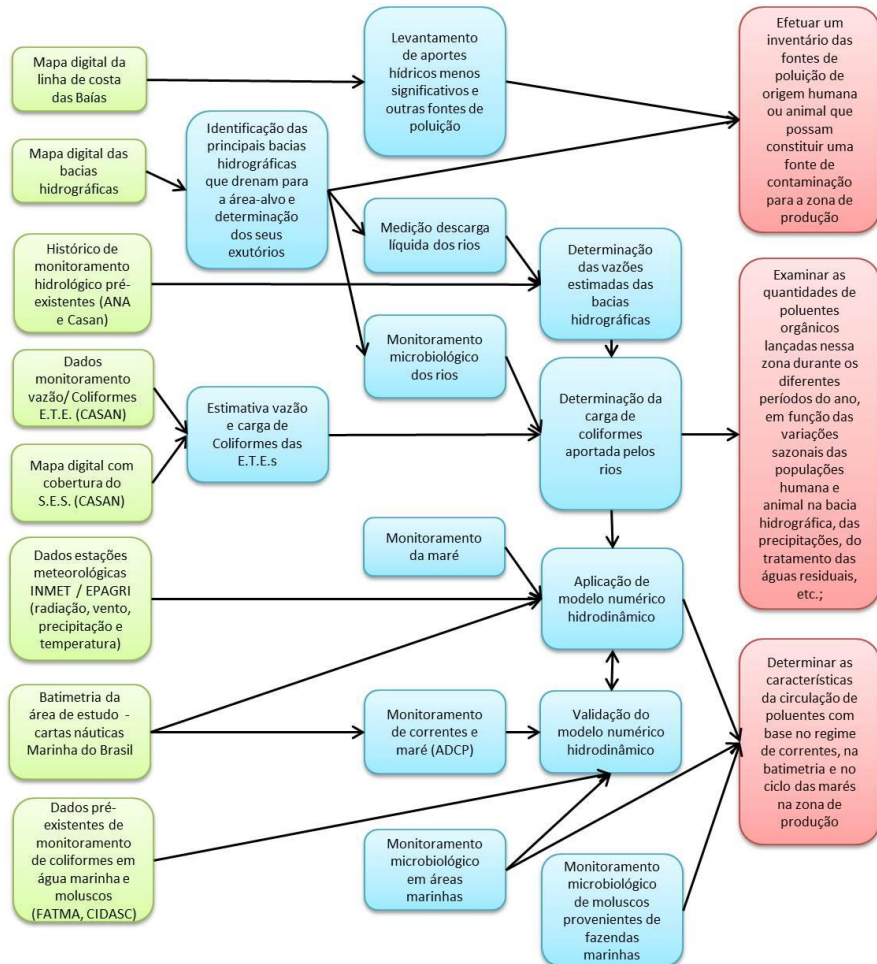 Mapa digital da
linha de costa
das Baías
Mapa digital das
bacias
hidrográficas
Histórico de
monitoramento
hidrológico pré-
existentes (ANA
e Casan)
Dados
monitoramento
vazão/ Coliformes
E.T.E. (CASAN)
Mapa digital com
cobertura do
S.E.S. (CASAN)
Dados estações
meteorológicas
INMET / EPAGRI
(radiação, vento,
precipitação e
temperatura)
Batimetria da
área de estudo -
cartas náuticas
Marinha do Brasil
Dados pré-
existentes de
monitoramento
de coliformes em
água marinha e
moluscos
(FATMA, CIDASC)
Identificação das
principais bacias
hidrográficas
que drenam para
a área-alvo e
determinação
dos seus
exutórios
Estimativa vazão
e carga de
Coliformes das
E.T.E.s
Levantamento
de aportes
hídricos menos
significativos e
outras fontes de
poluição
Medição descarga
líquida dos rios
Monitoramento
microbiológico
dos rios
Monitoramento
da maré
Monitoramento
de correntes e
maré (ADCP)
Monitoramento
microbiológico
em áreas
marinhas
Determinação
das vazões
estimadas das
bacias
hidrográficas
Determinação da
carga de
coliformes
aportada pelos
rios
Aplicação de
modelo numérico
hidrodinâmico
Validação do
modelo numérico
hidrodinâmico
Monitoramento
microbiológico
de moluscos
provenientes de
fazendas
marinhas
Efetuar um
inventário das
fontes de
poluição de
origem humana
ou animal que
possam
constituir uma
fonte de
contaminação
para a zona de
produção
Examinar as
quantidades de
poluentes
orgânicos
lançadas nessa
zona durante os
diferentes
períodos do ano,
em função das
variações
sazonais das
populações
humana e
animal na bacia
hidrográfica, das
precipitações, do
tratamento das
águas residuais,
etc.;
Determinar as
características
da circulação de
poluentes com
base no regime
de correntes, na
batimetria e no
ciclo das marés
na zona de
produção